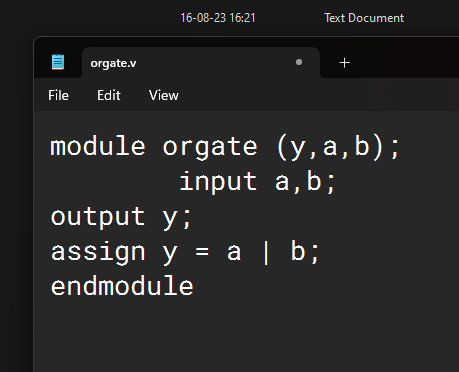 16-08-23 16:21 Text Document
orgate.v
File Edit View
module orgate (y,a,b);
input a,b;
output y;
assign y = a | b;
endmodule